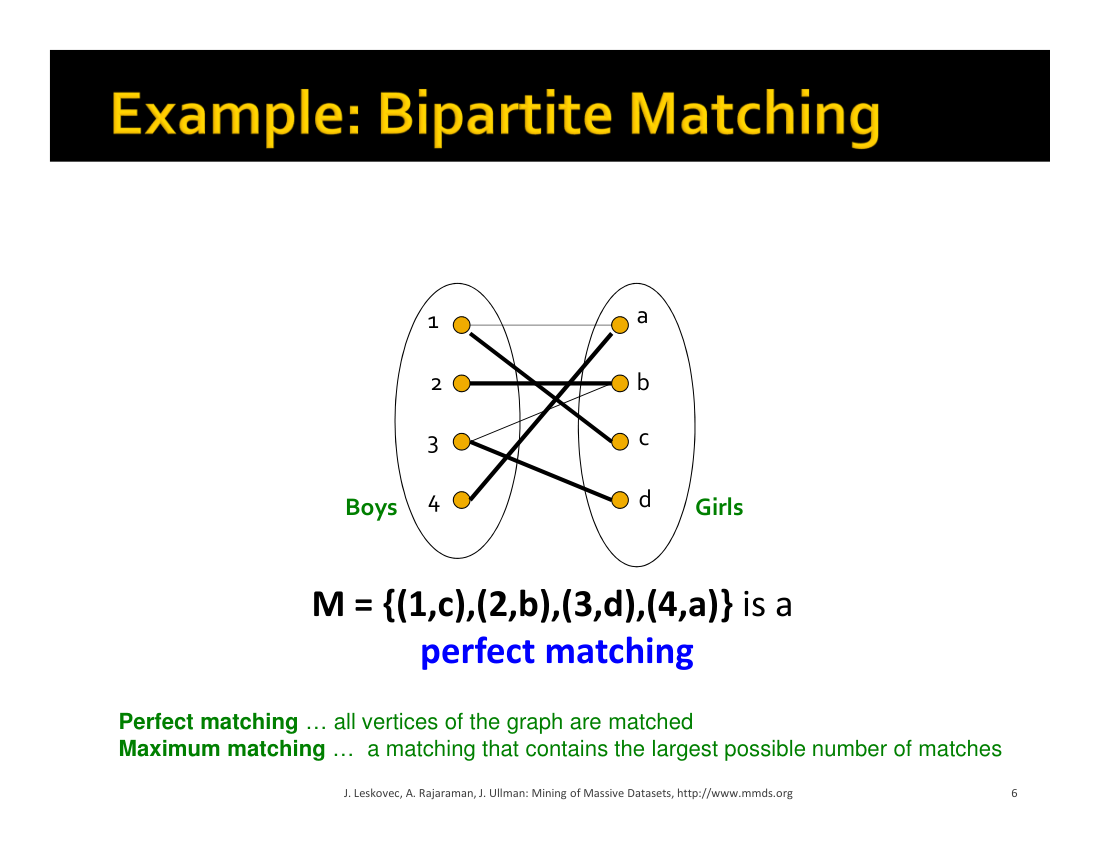 Example: Bipartite Matching
1
a
2
b
3
c
4
d
Boys
Girls
M = {(1,c),(2,b),(3,d),(4,a)} is a
perfect matching
Perfect matching … all vertices of the graph are matched
Maximum matching … a matching that contains the largest possible number of matches
J. Leskovec, A. Rajaraman, J. Ullman: Mining of Massive Datasets, http://www.mmds.org
6